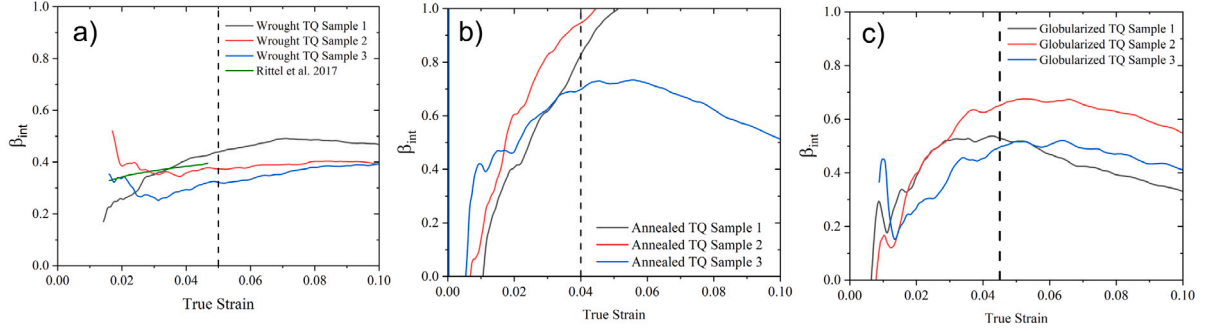 a)
Wrought TQ Sample 1
Wrought TQ Sample 2
Wrought TQ Sample 3
Rittel et al. 2017
1.0
0.8
0.6
0.4
0.2
0.0
βint
0.00 0.02 0.04 0.06 0.08 0.10
True Strain
b)
1.0
0.8
0.6
0.4
0.2
0.0
βint
Annealed TQ Sample 1
Annealed TQ Sample 2
Annealed TQ Sample 3
0.00 0.02 0.04 0.06 0.08 0.10
True Strain
c)
Globularized TQ Sample 1
Globularized TQ Sample 2
Globularized TQ Sample 3
1.0
0.8
0.6
0.4
0.2
0.0
βint
0.00 0.02 0.04 0.06 0.08 0.10
True Strain